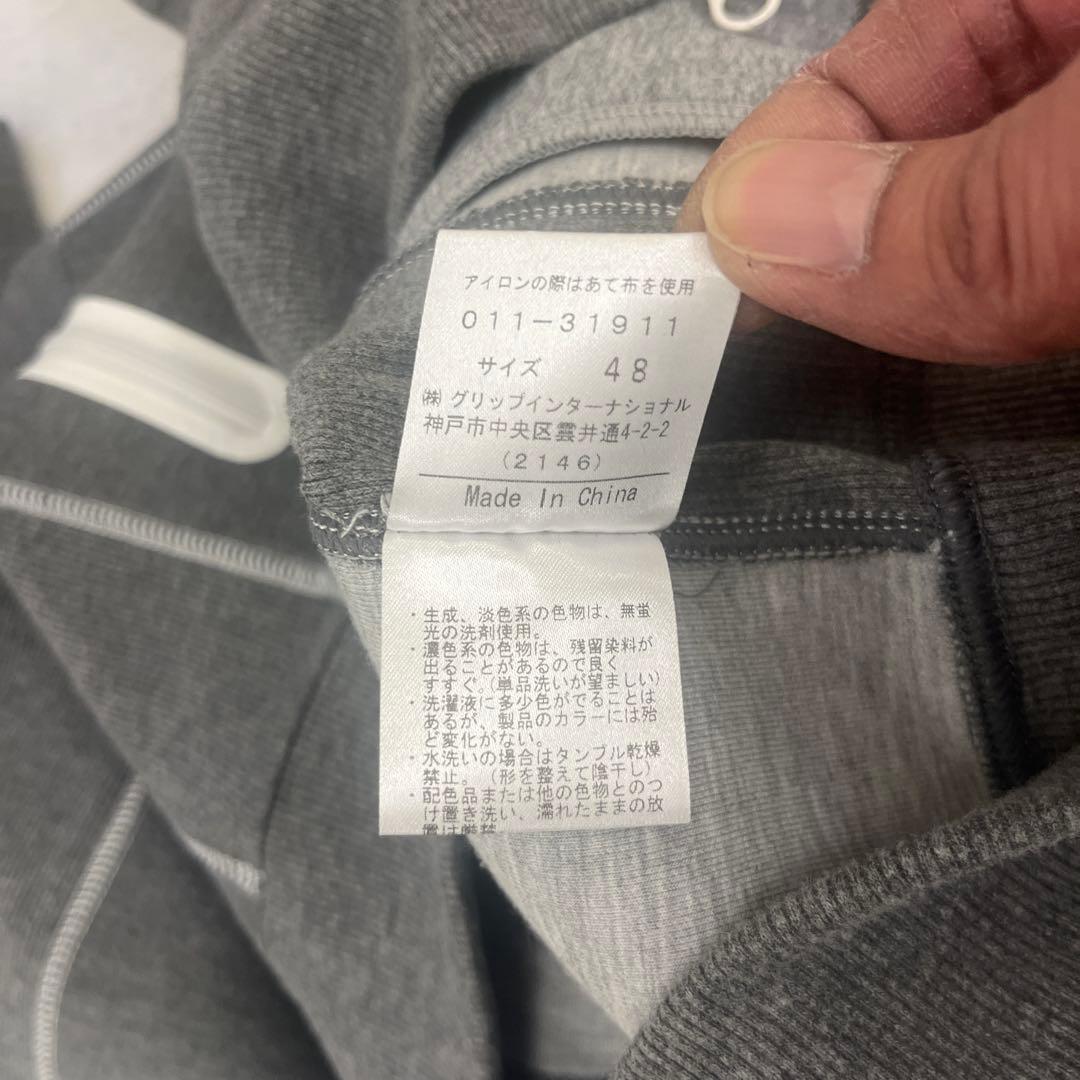 アイロンの際はあて布を使用
011-31911
サイズ 48
㈱グリップインターナショナル
神戸市中央区雲井通4-2-2
(2146)
Made In China
・生成、淡色系の色物は、無蛍
光の洗剤使用。
・濃色系の色物は、残留染料が
出ることがあるので良く
すすぐ。(単品洗いが望ましい)
・洗濯液に多少色がでることは
あるが、製品のカラーには殆
ど変化がない。
・水洗いの場合はタンブル乾燥
禁止。(形を整えて陰干し)
・配色品または他の色物とのつ
け置き洗い、濡れたままの放
置は厳禁